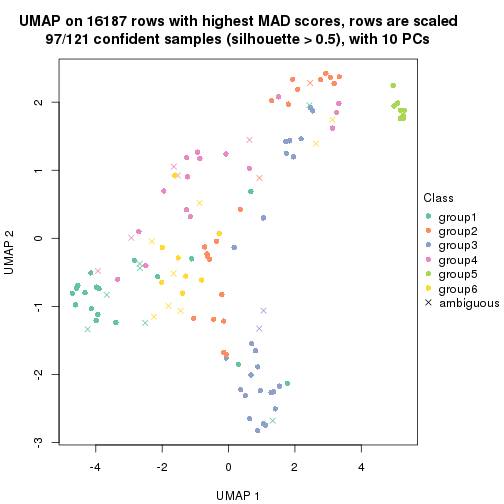 UMAP on 16187 rows with highest MAD scores, rows are scaled
97/121 confident samples (silhouette > 0.5), with 10 PCs
2
1
0
-1
-2
-3
UMAP 2
-4
-2
0
2
4
UMAP 1
Class
group1
group2
group3
group4
group5
group6
ambiguous